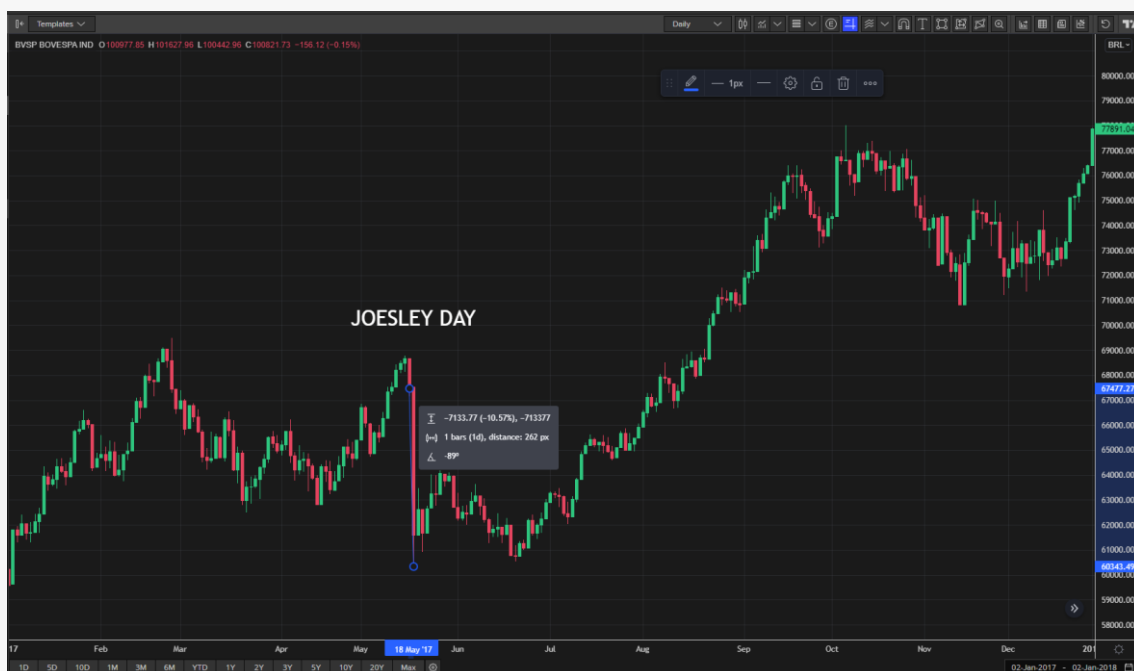 Templates
Daily
BVSP BOVESPA IND O100977.85 H101627.96 L100442.96 C100821.73 −156.12 (−0.15%)
BRL
1px
80000.00
79000.00
77891.04
77000.00
76000.00
75000.00
74000.00
73000.00
72000.00
71000.00
70000.00
JOESLEY DAY
69000.00
68000.00
67477.27
67000.00
−7133.77 (−10.57%), −713377
1 bars (1d), distance: 262 px
-89º
66000.00
65000.00
64000.00
63000.00
62000.00
61000.00
60343.49
60000.00
59000.00
58000.00
17 Feb Mar Apr May 18 May '17 Jun Jul Aug Sep Oct Nov Dec 201
1D 5D 10D 1M 3M 6M YTD 1Y 2Y 3Y 5Y 10Y 20Y Max 02-Jan-2017 - 02-Jan-2018